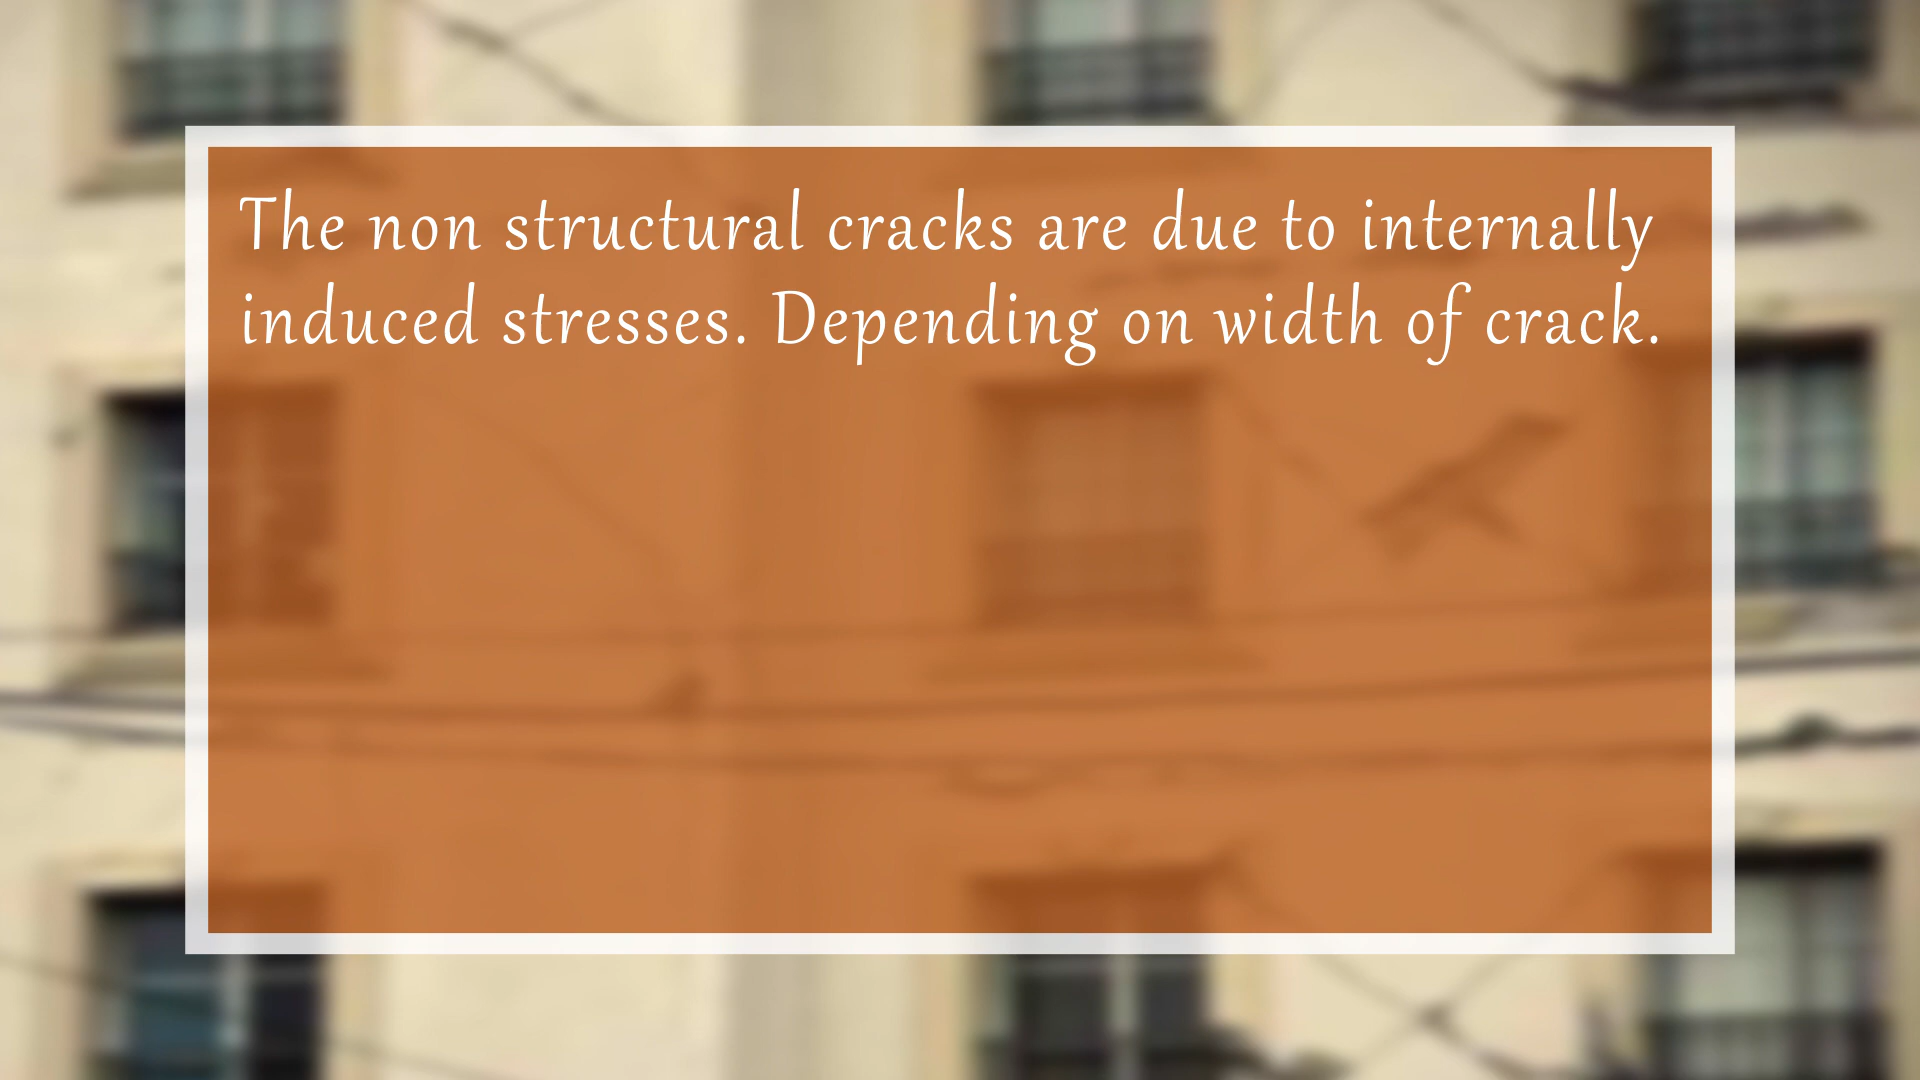 The non structural cracks are due to internally
induced stresses. Depending on width of crack.